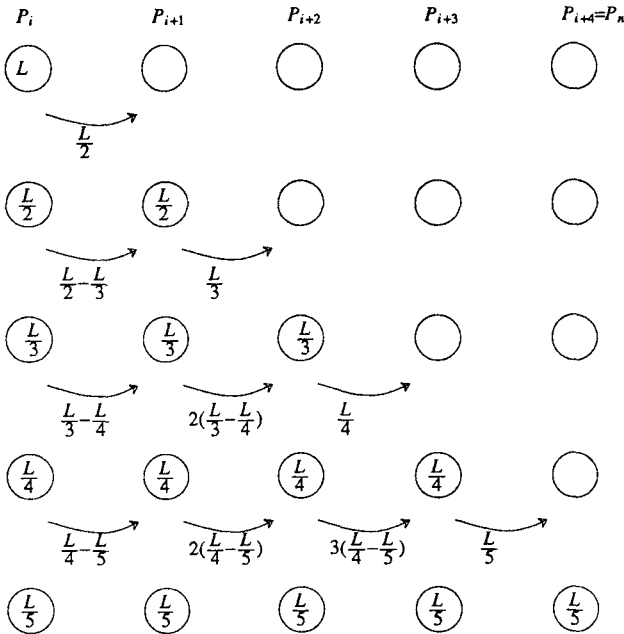 P_i P_{i+1} P_{i+2} P_{i+3} P_{i+4}=P_n
L
L/2
L/2 L/2
L/2−L/3 L/3
L/3 L/3 L/3
L/3−L/4 2(L/3−L/4) L/4
L/4 L/4 L/4 L/4
L/4−L/5 2(L/4−L/5) 3(L/4−L/5) L/5
L/5 L/5 L/5 L/5 L/5